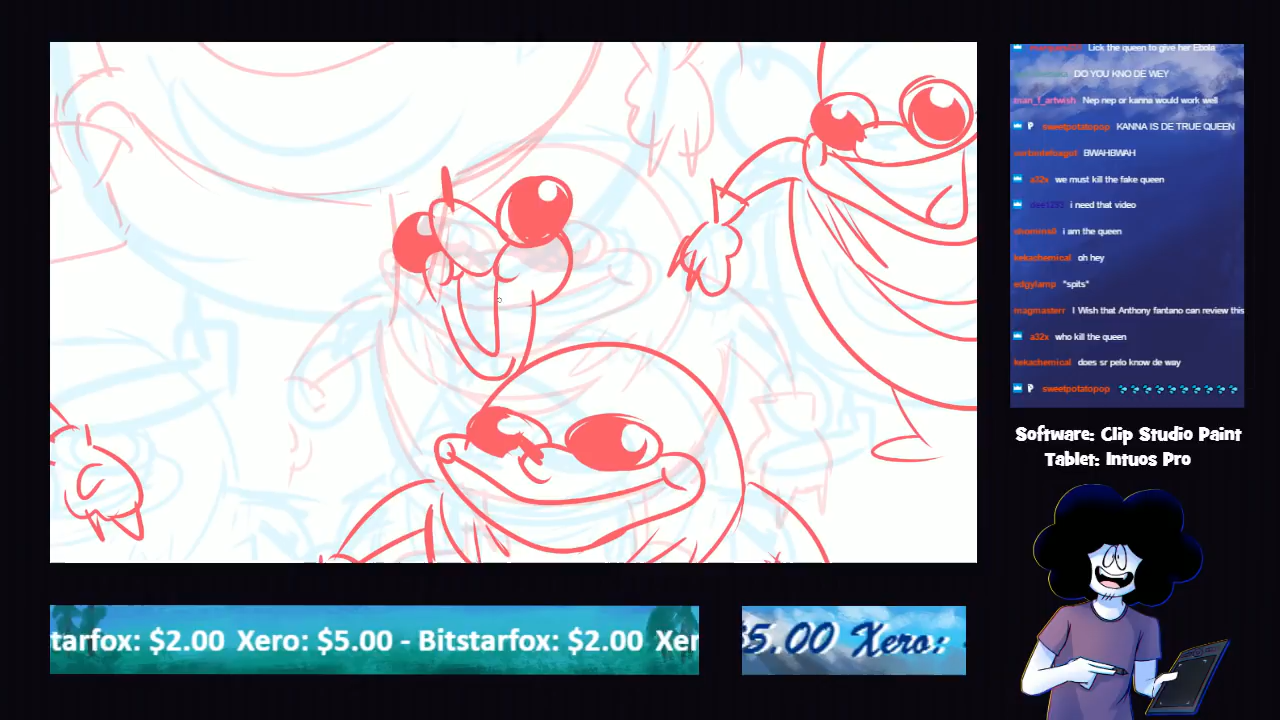 Lick the queen to give her Ebola
DO YOU KNO DE WEY
man_f_artwish Nep nep or kanna would work well
sweetpotatopop KANNA IS DE TRUE QUEEN
BWAHBWAH
a32x we must kill the fake queen
i need that video
i am the queen
kekachemical oh hey
edgylamp *spits*
magmasterr I Wish that Anthony fantano can review this
a32x who kill the queen
kekachemical does sr pelo know de way
sweetpotatopop
Software: Clip Studio Paint
Tablet: Intuos Pro
tarfox: $2.00 Xero: $5.00 - Bitstarfox: $2.00 Xer
$5.00 Xero: